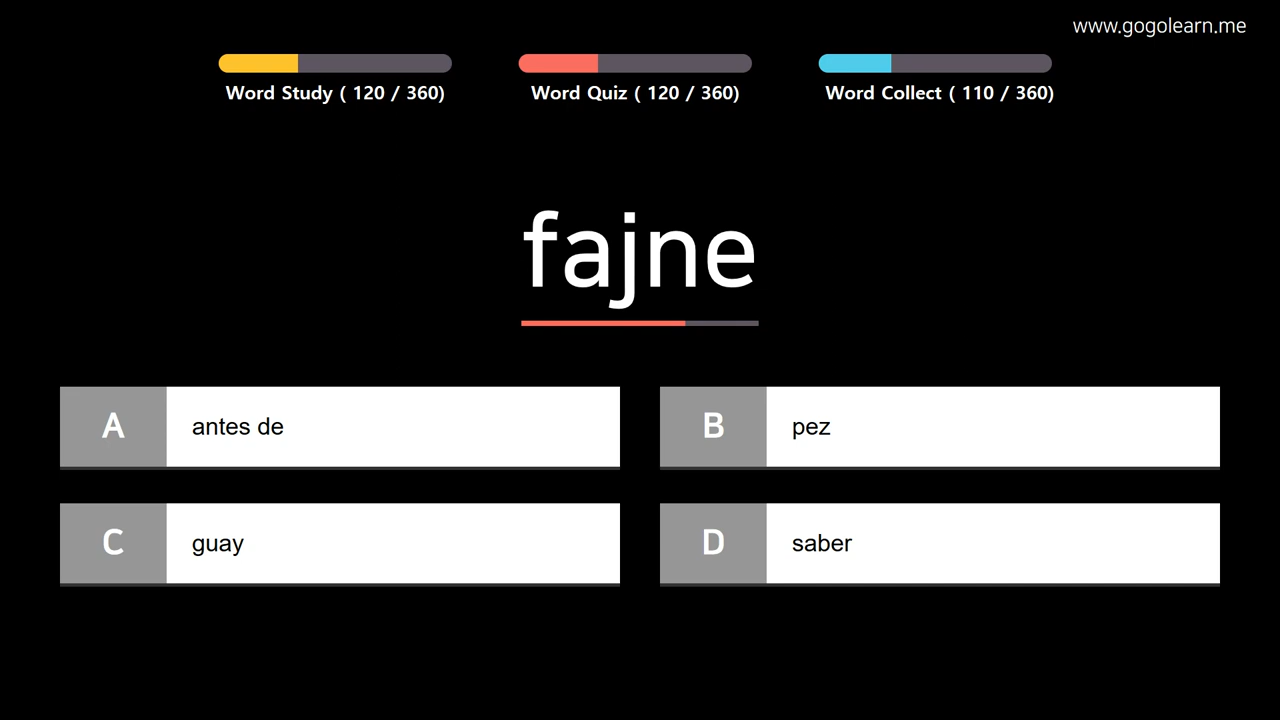 www.gogolearn.me
Word Study ( 120 / 360) Word Quiz ( 120 / 360) Word Collect ( 110 / 360)
fajne
A antes de
B pez
C guay
D saber